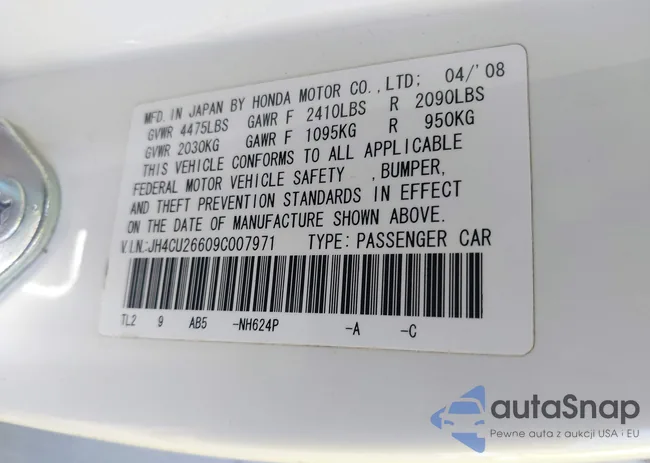 MFD. IN JAPAN BY HONDA MOTOR CO.,LTD; 04/'08
GVWR 4475LBS GAWR F 2410LBS R 2090LBS
GVWR 2030KG GAWR F 1095KG R 950KG
THIS VEHICLE CONFORMS TO ALL APPLICABLE
FEDERAL MOTOR VEHICLE SAFETY ,BUMPER,
AND THEFT PREVENTION STANDARDS IN EFFECT
ON THE DATE OF MANUFACTURE SHOWN ABOVE.
V.I.N.:JH4CU26609C007971 TYPE: PASSENGER CAR
TL2 9 AB5 -NH624P -A -C
autaSnap
Pewne auta z aukcji USA i EU